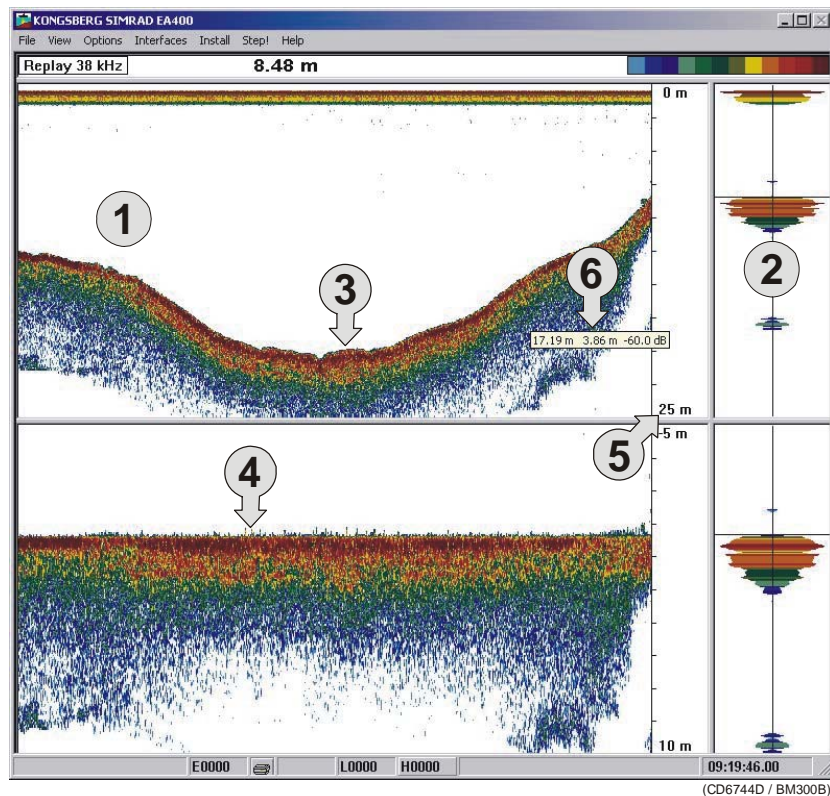 KONGSBERG SIMRAD EA400
File View Options Interfaces Install Step! Help
Replay 38 kHz 8.48 m
0 m
1
2
3
6
17.19 m 3.86 m -60.0 dB
25 m
5
-5 m
4
10 m
E0000 L0000 H0000 09:19:46.00
(CD6744D / BM300B)